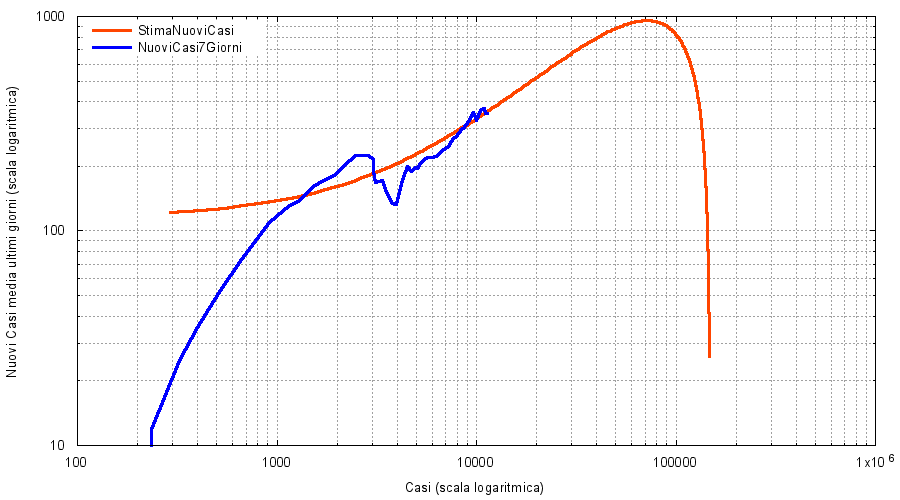 1000
StimaNuoviCasi
NuoviCasi7Giorni
Nuovi Casi media ultimi giorni (scala logaritmica)
100
10
100
1000
10000
100000
1x10 6
Casi (scala logaritmica)